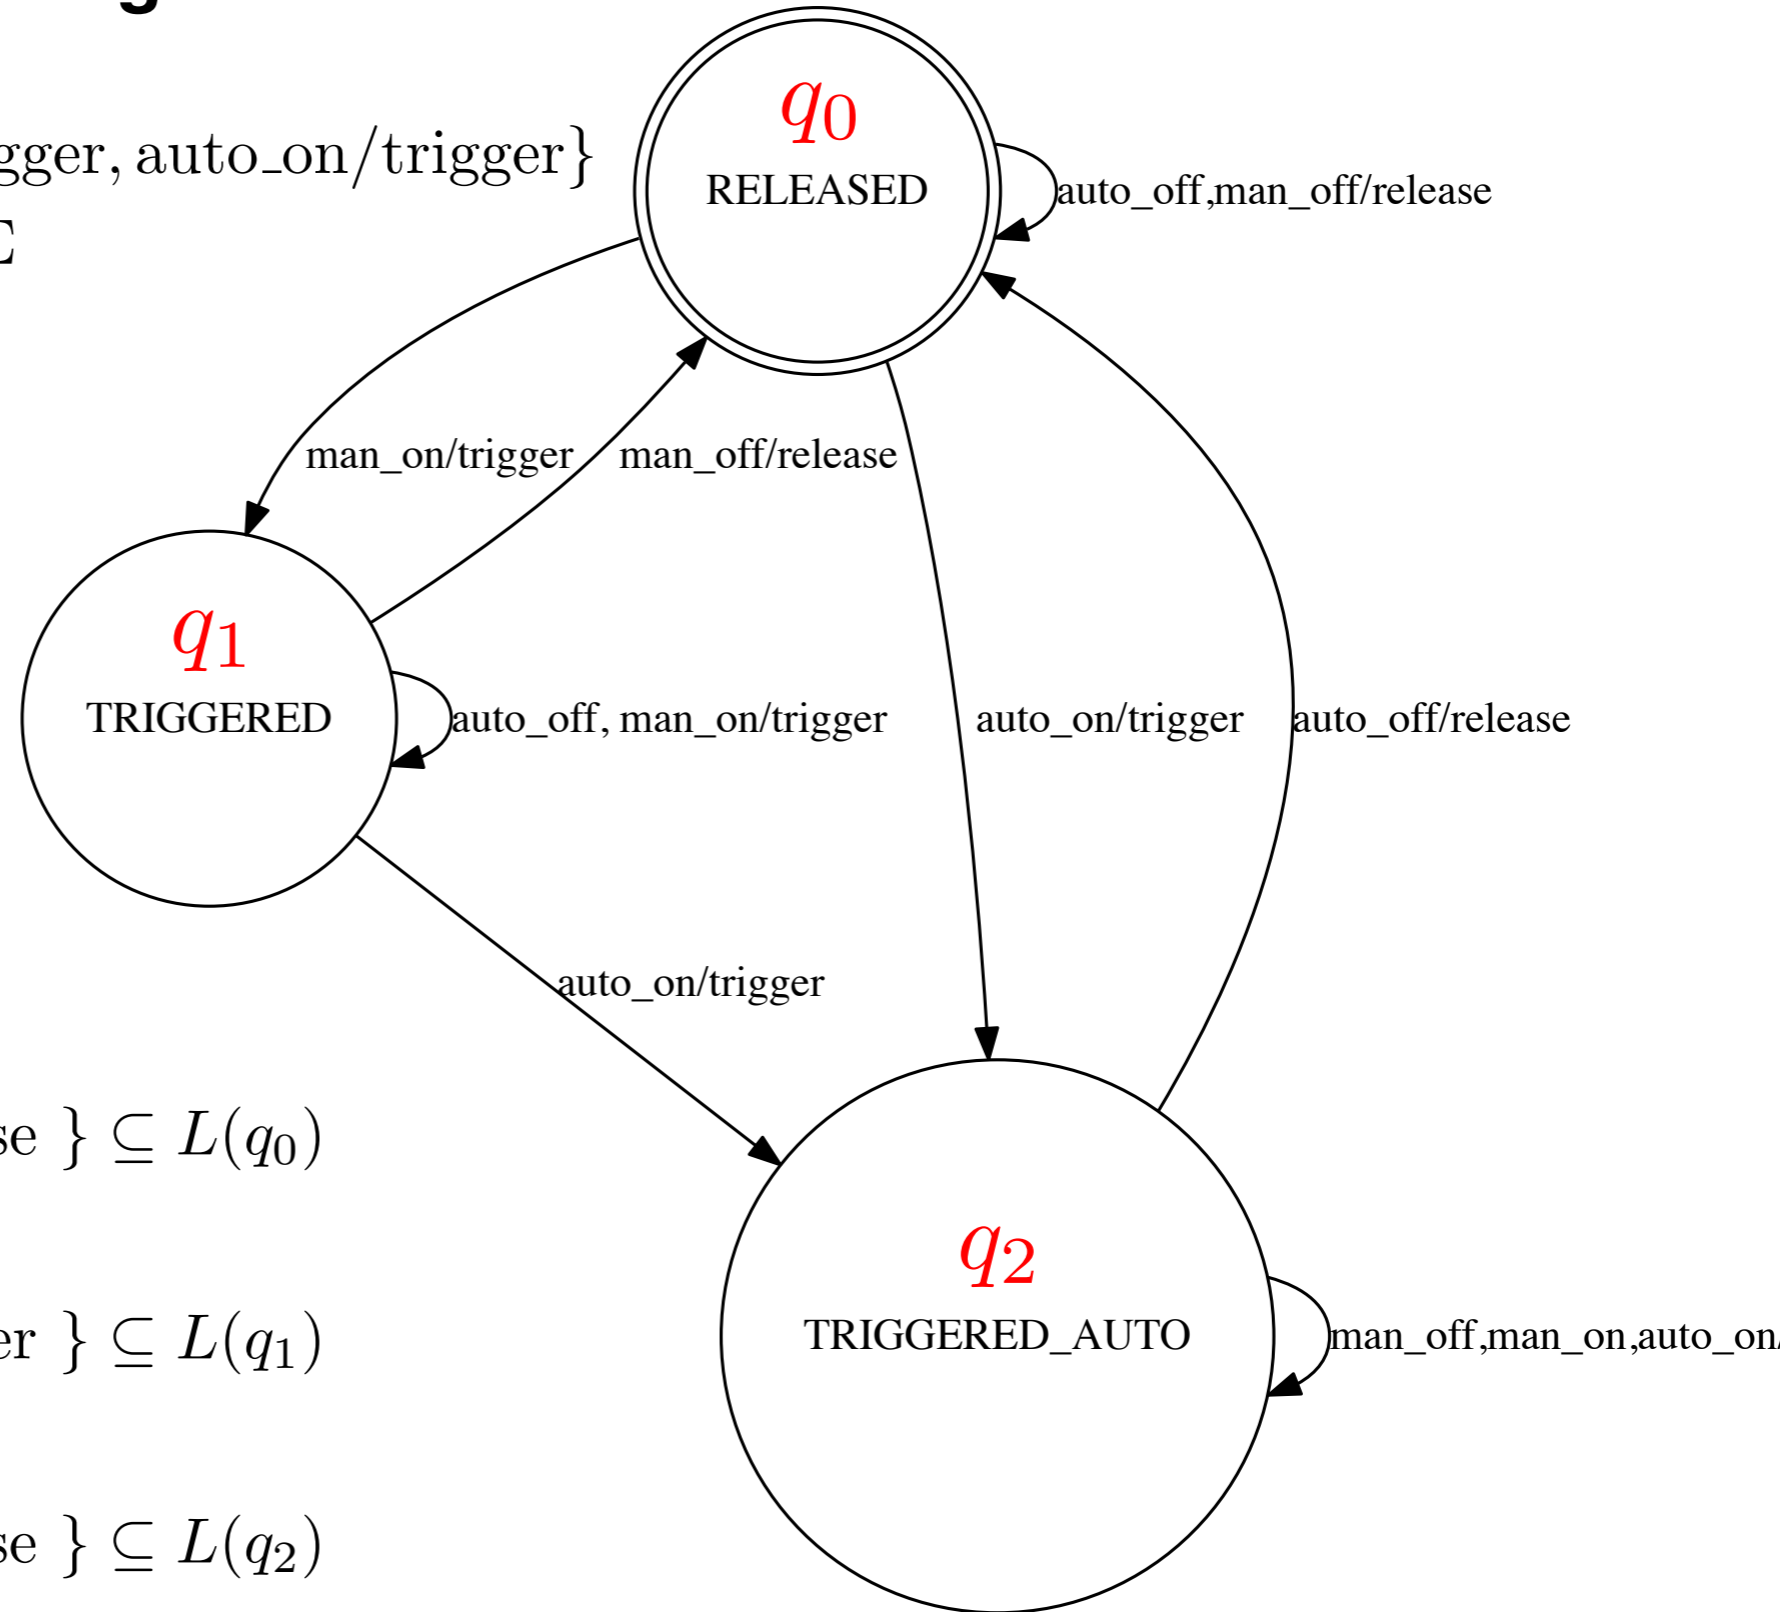 g
q0
gger, auto_on/trigger}
RELEASED
auto_off,man_off/release
man_on/trigger
man_off/release
q1
TRIGGERED
auto_off, man_on/trigger
auto_on/trigger
auto_off/release
auto_on/trigger
se } ⊆ L(q0)
q2
er } ⊆ L(q1)
TRIGGERED_AUTO
man_off,man_on,auto_on/
se } ⊆ L(q2)